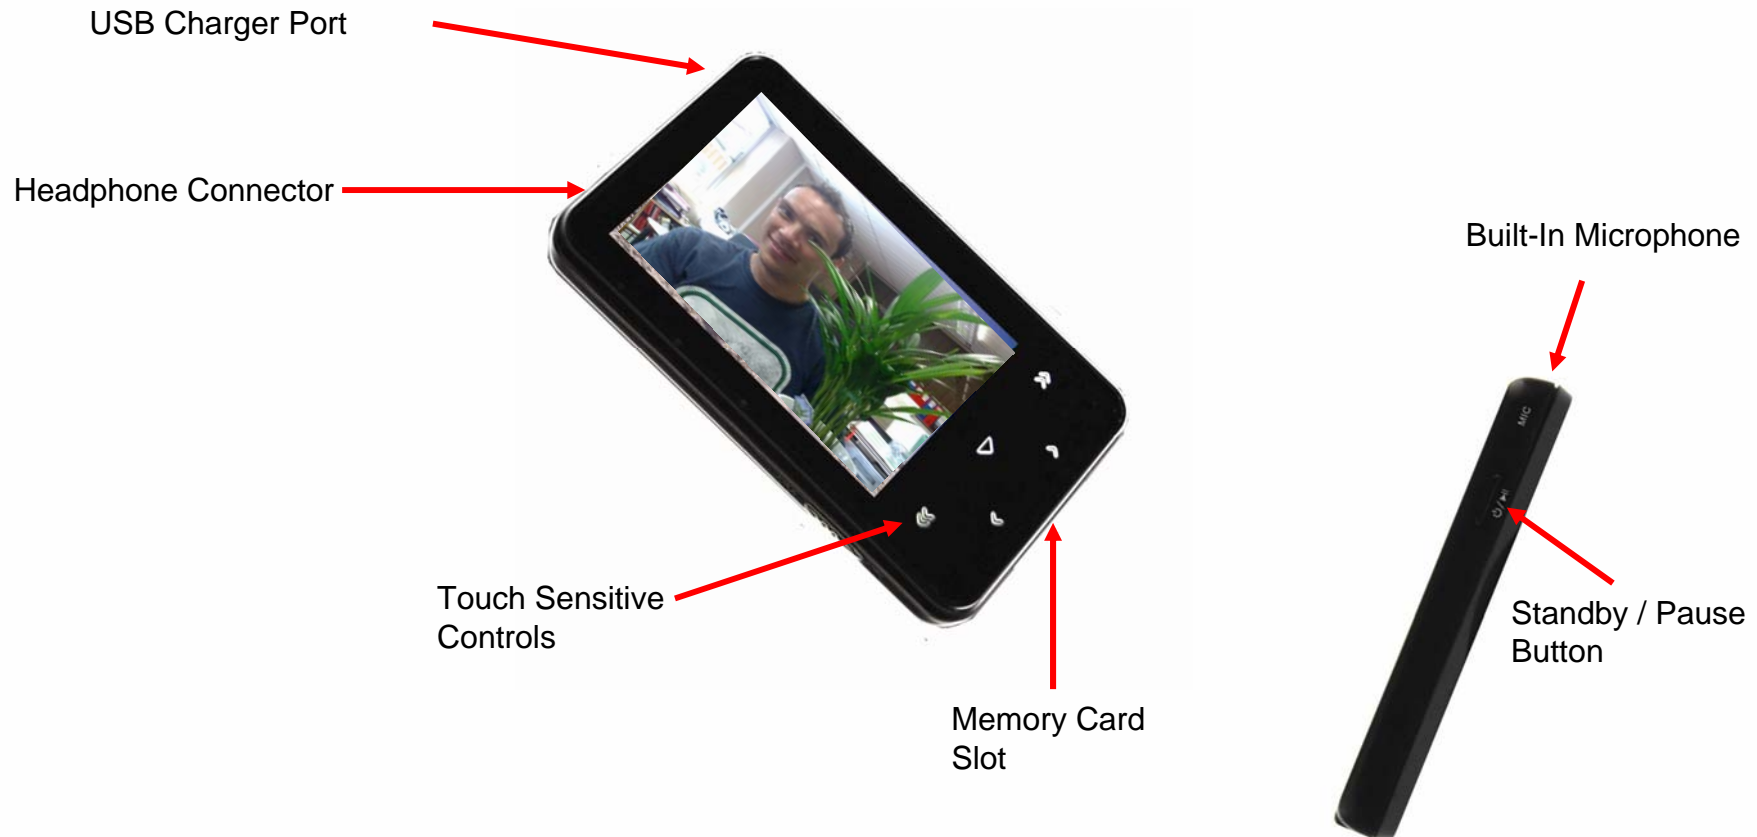 USB Charger Port
Headphone Connector
Built-In Microphone
MIC
Touch Sensitive
Controls
Standby / Pause
Button
Memory Card
Slot